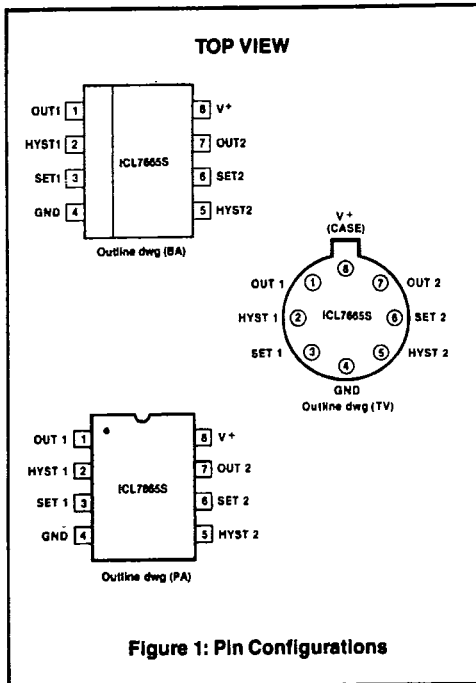 TOP VIEW
OUT1 1
HYST1 2
SET1 3
GND 4
ICL7665S
8 V+
7 OUT2
6 SET2
5 HYST2
Outline dwg (BA)
V+
(CASE)
8
OUT 1 1
7 OUT 2
HYST 1 2
ICL7665S
6 SET 2
SET 1 3
5 HYST 2
4
GND
Outline dwg (TV)
OUT 1 1
HYST 1 2
SET 1 3
GND 4
ICL7665S
8 V+
7 OUT 2
6 SET 2
5 HYST 2
Outline dwg (PA)
Figure 1: Pin Configurations